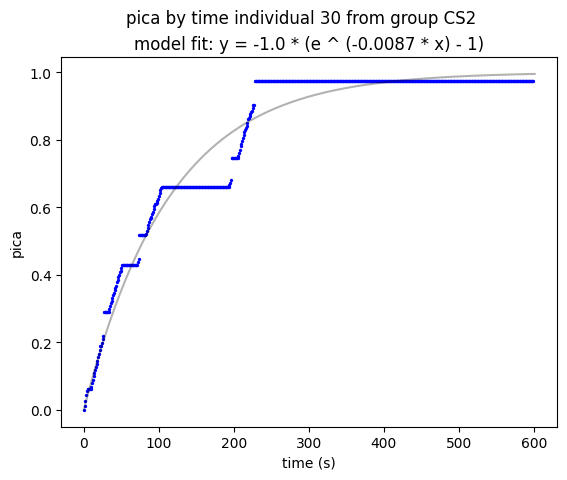 pica by time individual 30 from group CS2
model fit: y = -1.0 * (e ^ (-0.0087 * x) - 1)
1.0
0.8
0.6
0.4
0.2
0.0
pica
0 100 200 300 400 500 600
time (s)